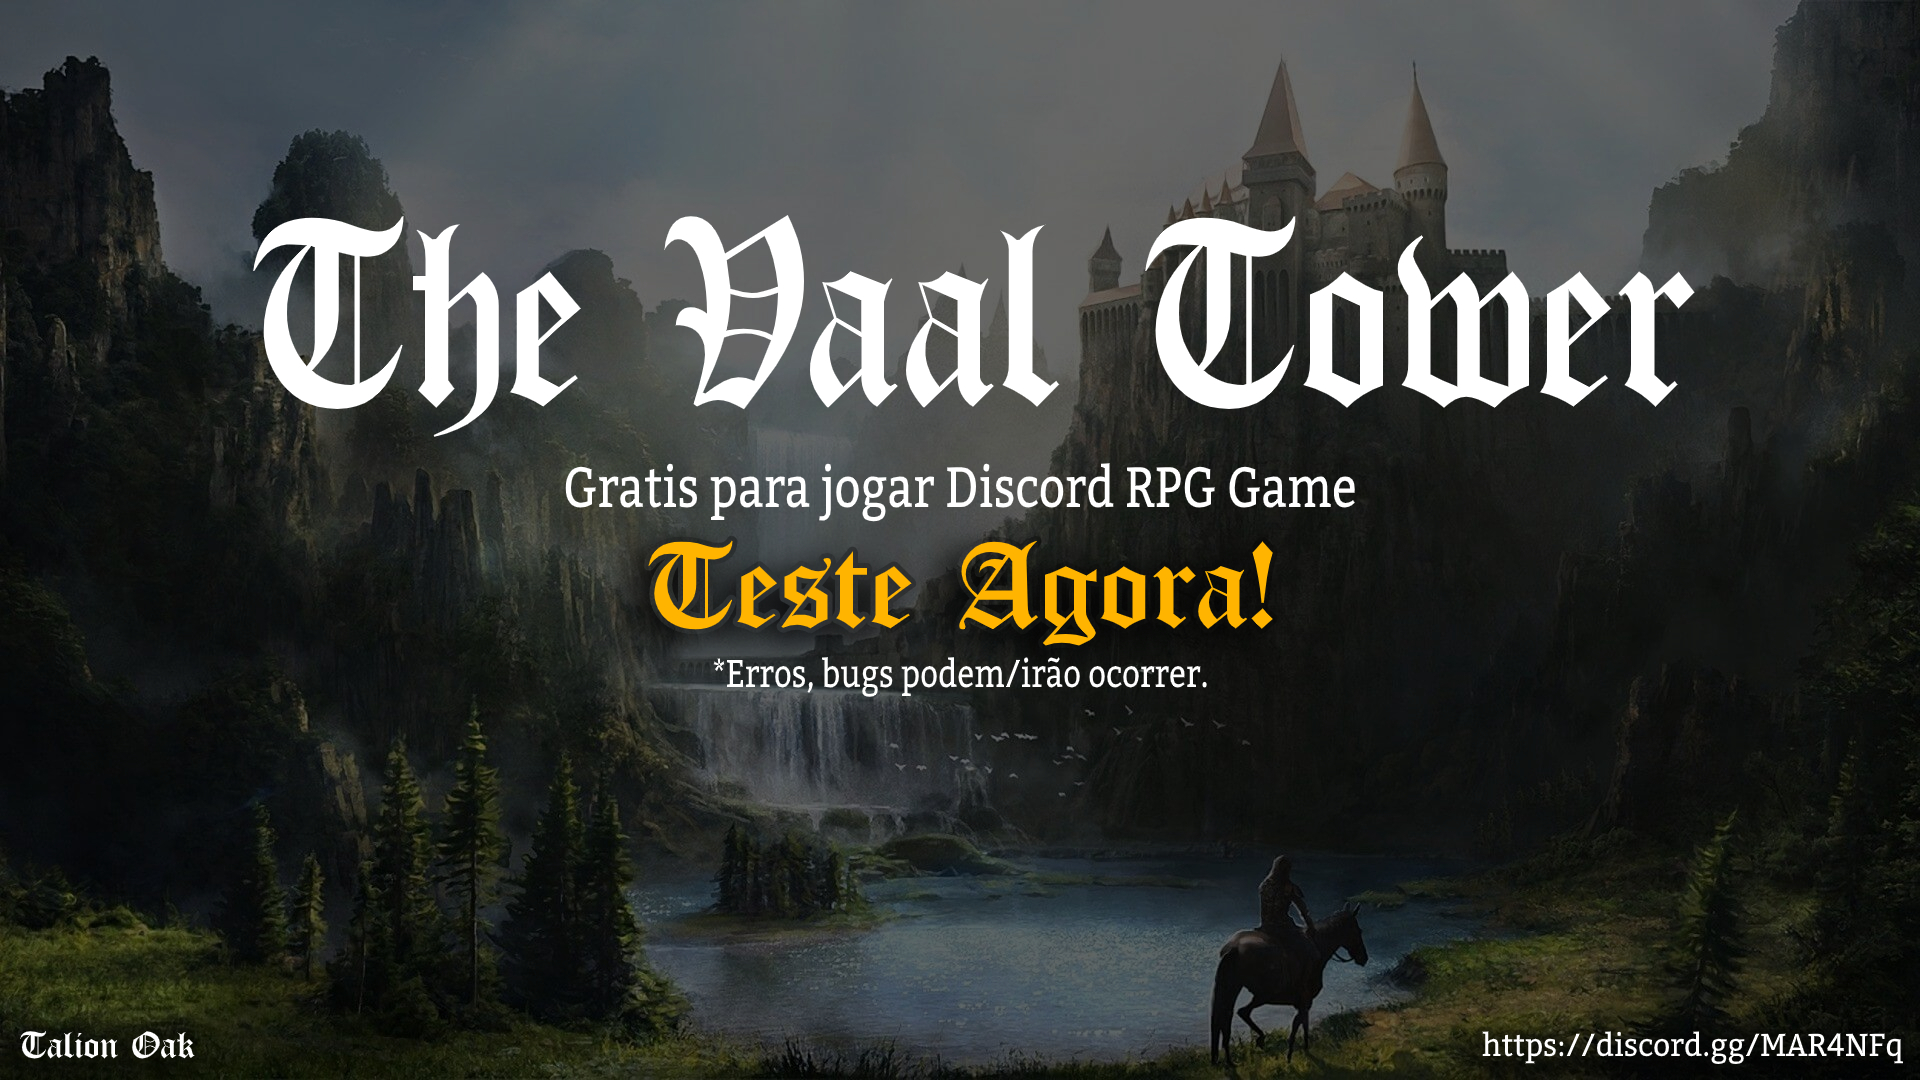 The Vaal Tower
Gratis para jogar Discord RPG Game
Teste Agora!
*Erros, bugs podem/irão ocorrer.
Talion Oak
https://discord.gg/MAR4NFq